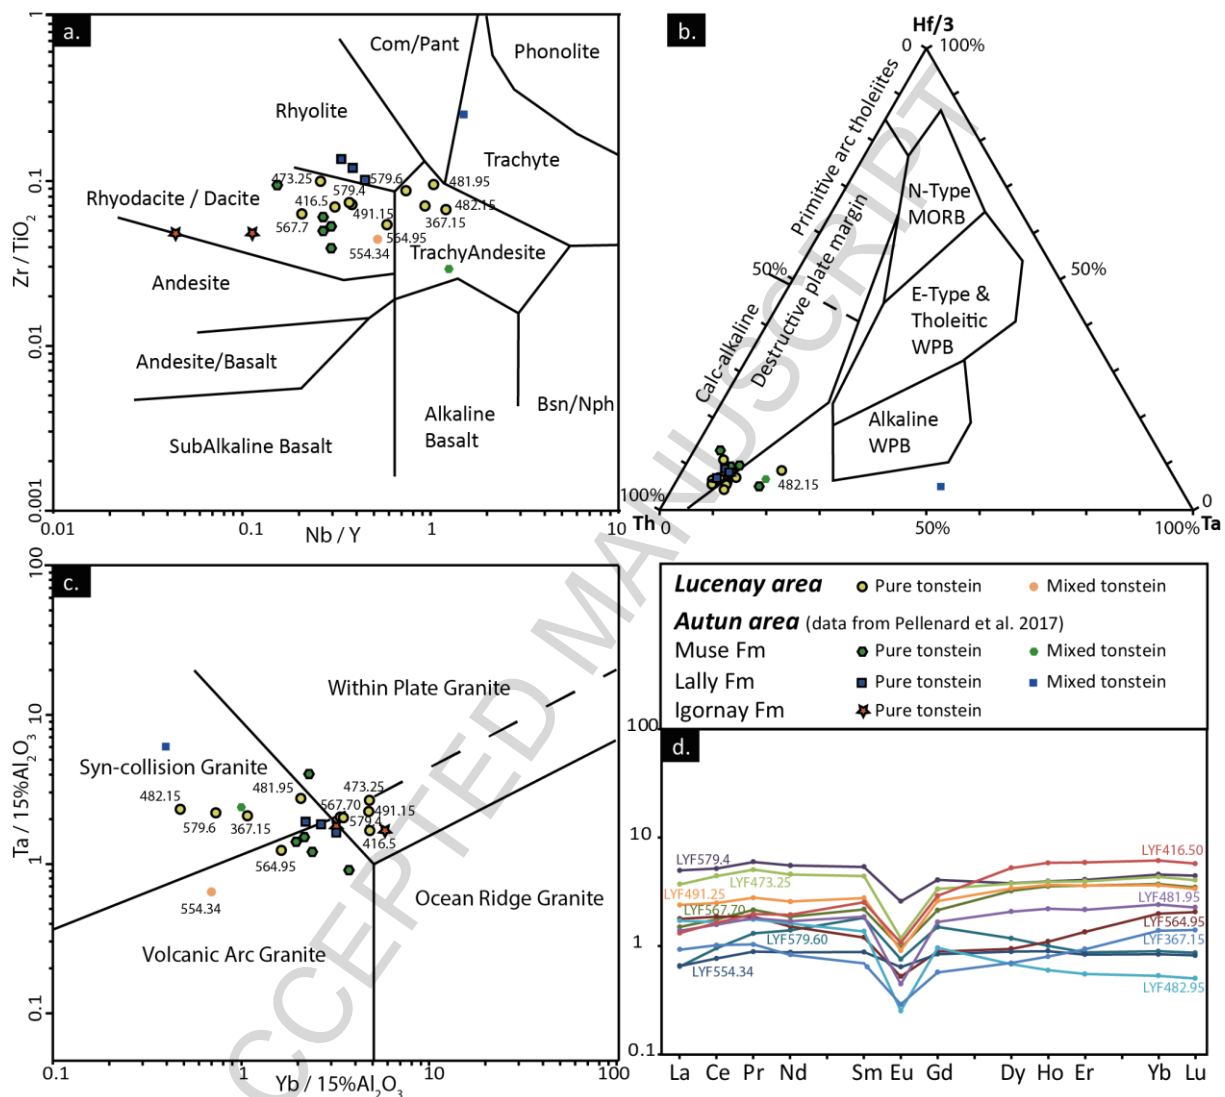 a.
1
0.1
0.01
0.001
Zr / TiO2
0.01
0.1
1
10
Nb / Y
Com/Pant
Phonolite
Rhyolite
Trachyte
Rhyodacite / Dacite
TrachyAndesite
Andesite
Andesite/Basalt
SubAlkaline Basalt
Alkaline
Basalt
Bsn/Nph
473.25
579.6
481.95
579.4
416.5
482.15
491.15
367.15
567.7
564.95
554.34
b.
Hf/3
0
100%
Primitive arc tholeiites
N-Type
MORB
50%
50%
Destructive plate margin
Calc-alkaline
E-Type &
Tholeitic
WPB
Alkaline
WPB
482.15
100%
0
Th
0
50%
100%
Ta
c.
100
10
1
0.1
Ta / 15%Al2O3
0.1
1
10
100
Yb / 15%Al2O3
Within Plate Granite
Syn-collision Granite
Ocean Ridge Granite
Volcanic Arc Granite
482.15
579.6
367.15
481.95
473.25
567.70
491.15
579.4
416.5
564.95
554.34
Lucenay area
Pure tonstein
Mixed tonstein
Autun area (data from Pellenard et al. 2017)
Muse Fm
Pure tonstein
Mixed tonstein
Lally Fm
Pure tonstein
Mixed tonstein
Igornay Fm
Pure tonstein
d.
100
10
1
0.1
LYF579.4
LYF416.50
LYF473.25
LYF491.25
LYF481.95
LYF567.70
LYF564.95
LYF579.60
LYF367.15
LYF554.34
LYF482.95
La Ce Pr Nd Sm Eu Gd Dy Ho Er Yb Lu
CCEPTED MANUSCRIPT